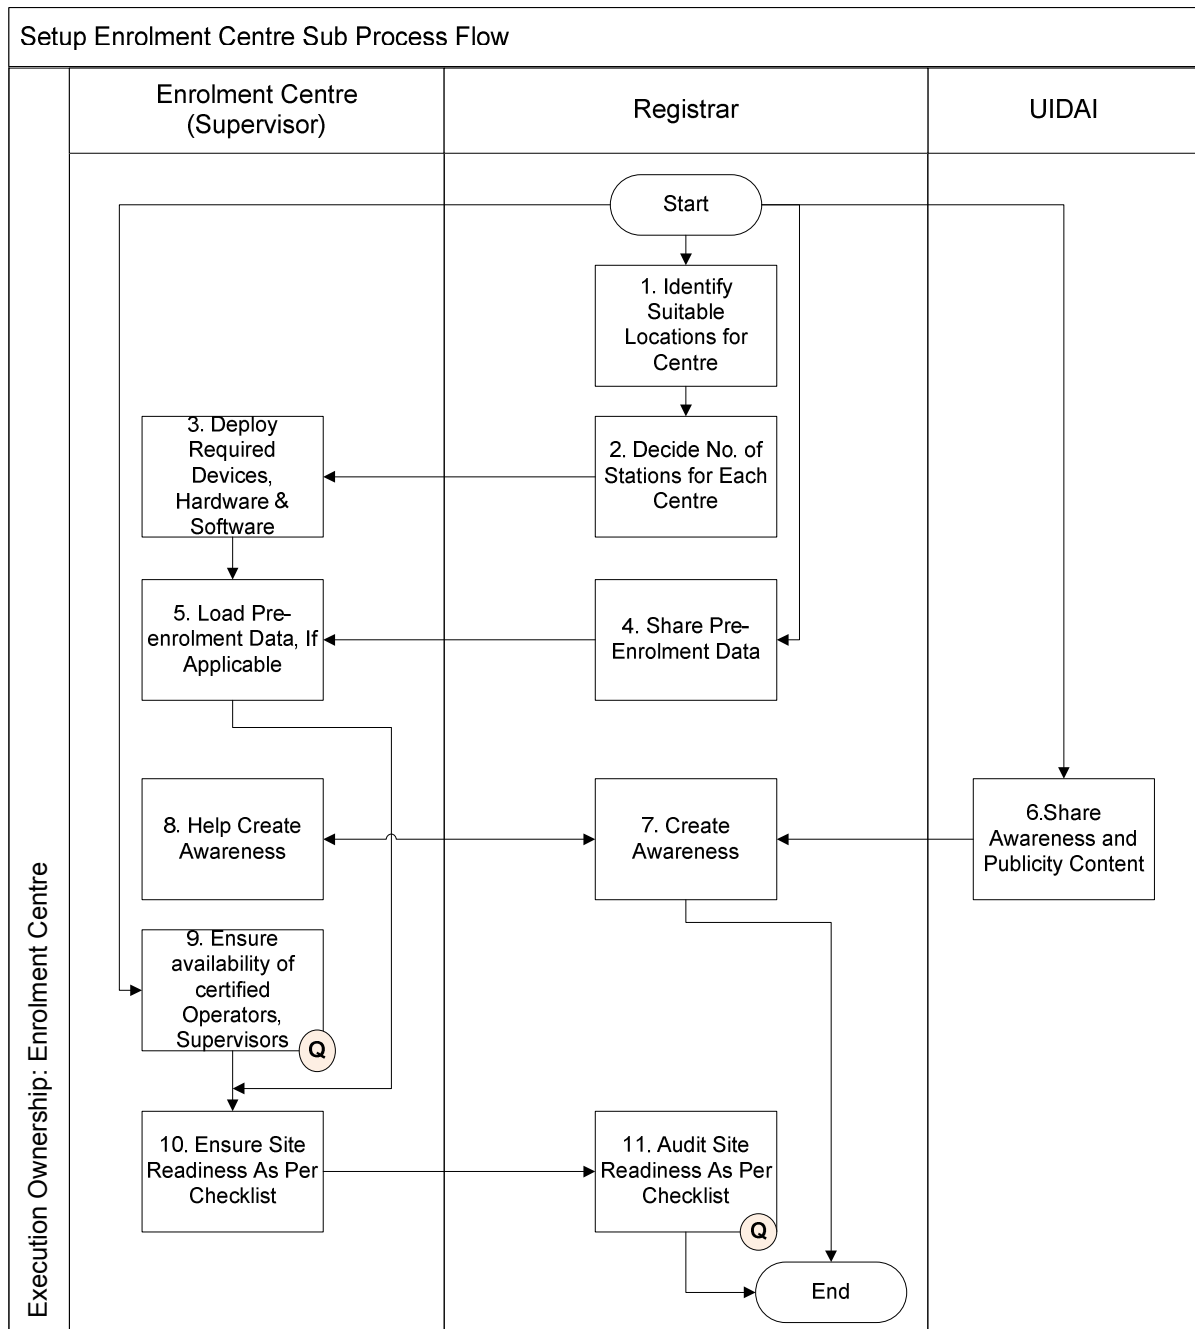 Setup Enrolment Centre Sub Process Flow
Enrolment Centre
(Supervisor)
Registrar
UIDAI
Start
1. Identify
Suitable
Locations for
Centre
3. Deploy
Required
Devices,
Hardware &
Software
2. Decide No. of
Stations for Each
Centre
5. Load Pre-
enrolment Data, If
Applicable
4. Share Pre-
Enrolment Data
8. Help Create
Awareness
7. Create
Awareness
6.Share
Awareness and
Publicity Content
9. Ensure
availability of
certified
Operators,
Supervisors
Q
10. Ensure Site
Readiness As Per
Checklist
11. Audit Site
Readiness As Per
Checklist
Q
End
Execution Ownership: Enrolment Centre